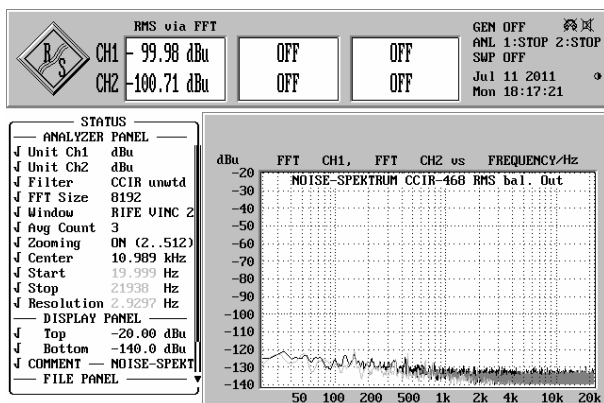 RMS via FFT
CH1 - 99.98 dBu
CH2 -100.71 dBu
OFF
OFF
OFF
OFF
GEN OFF
ANL 1:STOP 2:STOP
SWP OFF
Jul 11 2011
Mon 18:17:21
R S
STATUS
ANALYZER PANEL
Unit Ch1 dBu
Unit Ch2 dBu
Filter CCIR unwtd
FFT Size 8192
Window RIFE VINC 2
Avg Count 3
Zooming ON (2..512)
Center 10.989 kHz
Start 19.999 Hz
Stop 21938 Hz
Resolution 2.9297 Hz
DISPLAY PANEL
Top -20.00 dBu
Bottom -140.0 dBu
COMMENT — NOISE-SPEKT
FILE PANEL
dBu FFT CH1, FFT CH2 vs FREQUENCY/Hz
NOISE-SPEKTRUM CCIR-468 RMS bal. Out
-20
-30
-40
-50
-60
-70
-80
-90
-100
-110
-120
-130
-140
50 100 200 500 1k 2k 4k 10k 20k